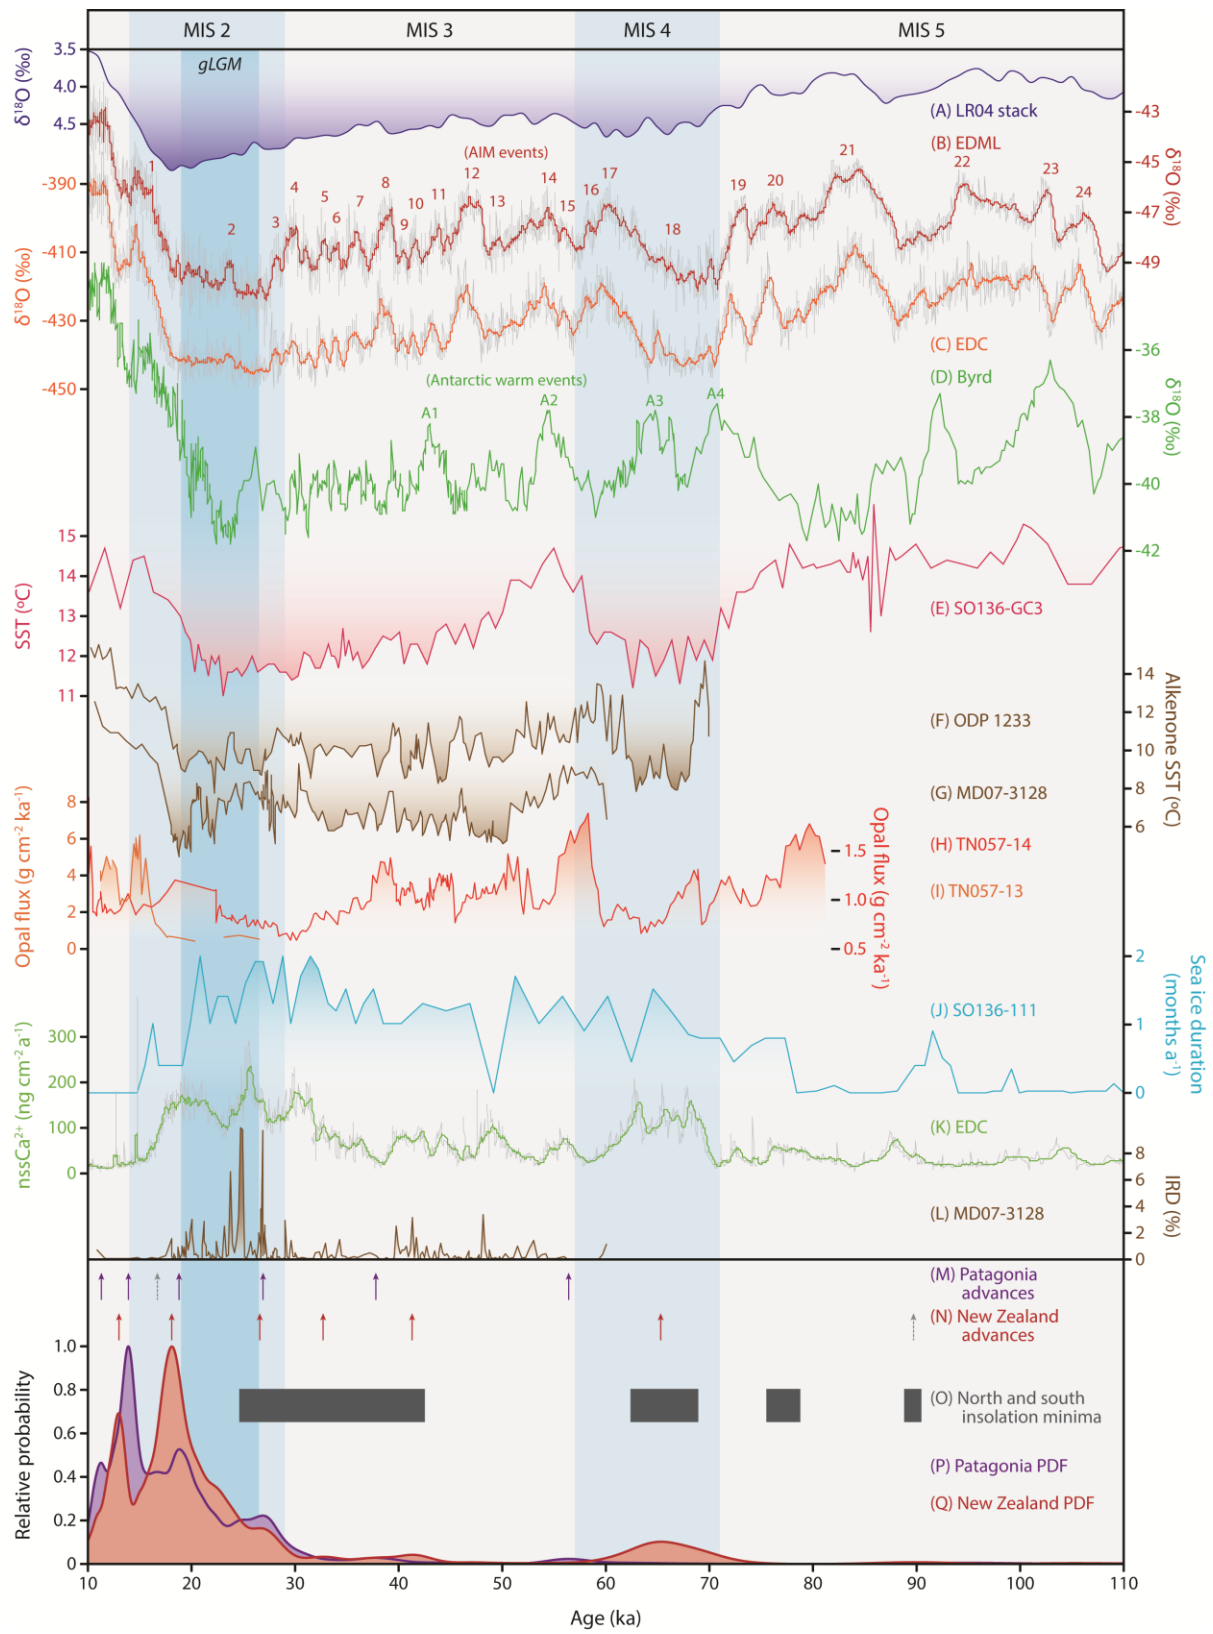 MIS 2 MIS 3 MIS 4 MIS 5
gLGM
δ18O (‰)
3.5
4.0
4.5
(A) LR04 stack
(B) EDML
(AIM events)
1 2 3 4 5 6 7 8 9 10 11 12 13 14 15 16 17 18 19 20 21 22 23 24
-43
-45
-47
-49
δ18O (‰)
-390
-410
-430
-450
δ18O (‰)
(C) EDC
(D) Byrd
(Antarctic warm events)
A1 A2 A3 A4
-36
-38
-40
-42
δ18O (‰)
15
14
13
12
11
SST (ºC)
(E) SO136-GC3
14
12
10
8
6
Alkenone SST (ºC)
(F) ODP 1233
(G) MD07-3128
8
6
4
2
0
Opal flux (g cm-2 ka-1)
1.5
1.0
0.5
Opal flux (g cm-2 ka-1)
(H) TN057-14
(I) TN057-13
2
1
0
Sea ice duration
(months a-1)
(J) SO136-111
300
200
100
0
nssCa2+ (ng cm-2 a-1)
(K) EDC
8
6
4
2
0
IRD (%)
(L) MD07-3128
(M) Patagonia
advances
(N) New Zealand
advances
(O) North and south
insolation minima
(P) Patagonia PDF
(Q) New Zealand PDF
1.0
0.8
0.6
0.4
0.2
0
Relative probability
10 20 30 40 50 60 70 80 90 100 110
Age (ka)